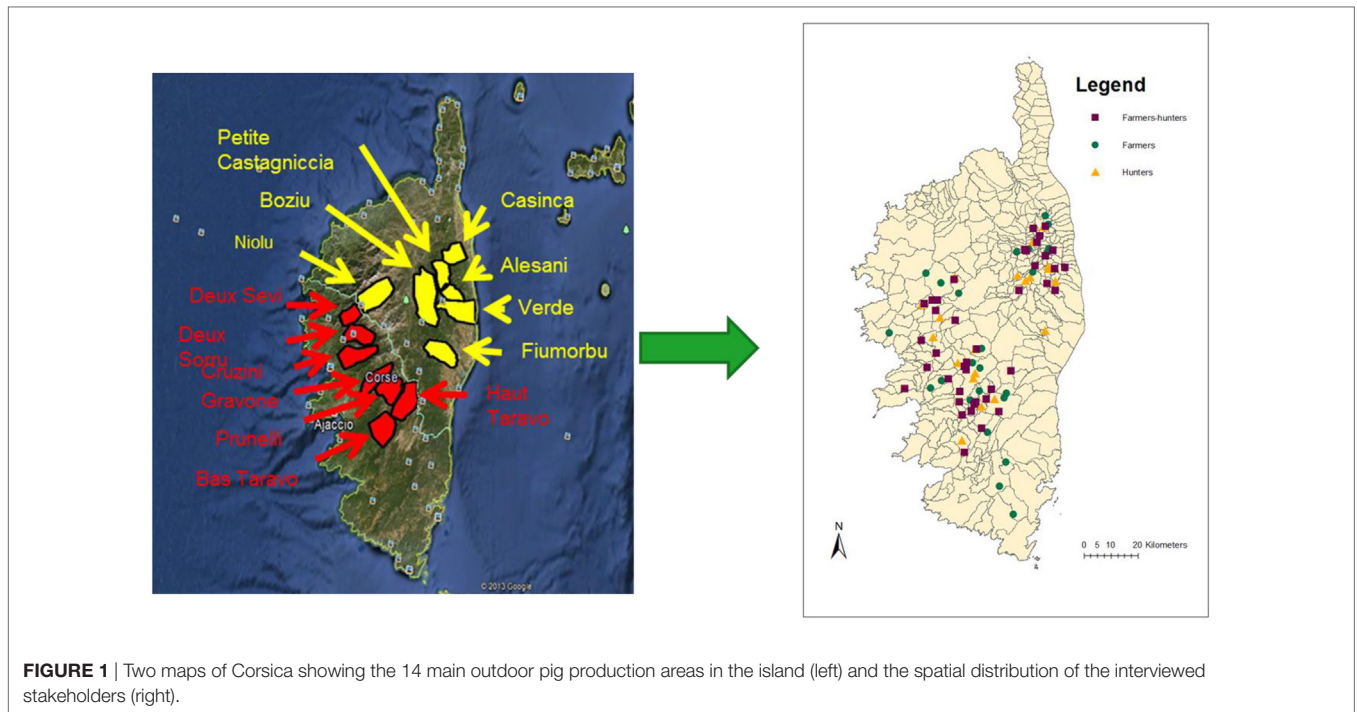 Petite
Castagniccia
Boziu
Niolu
Casinca
Alesani
Verde
Fiumorbu
Deux Sevi
Deux
Sorru
Cruzini
Gravone
Prunelli
Bas Taravo
Haut
Taravo
Corse
Ajaccio
© 2013 Google
Legend
Farmers-hunters
Farmers
Hunters
N
0 5 10 20 Kilometers
FIGURE 1 | Two maps of Corsica showing the 14 main outdoor pig production areas in the island (left) and the spatial distribution of the interviewed
stakeholders (right).